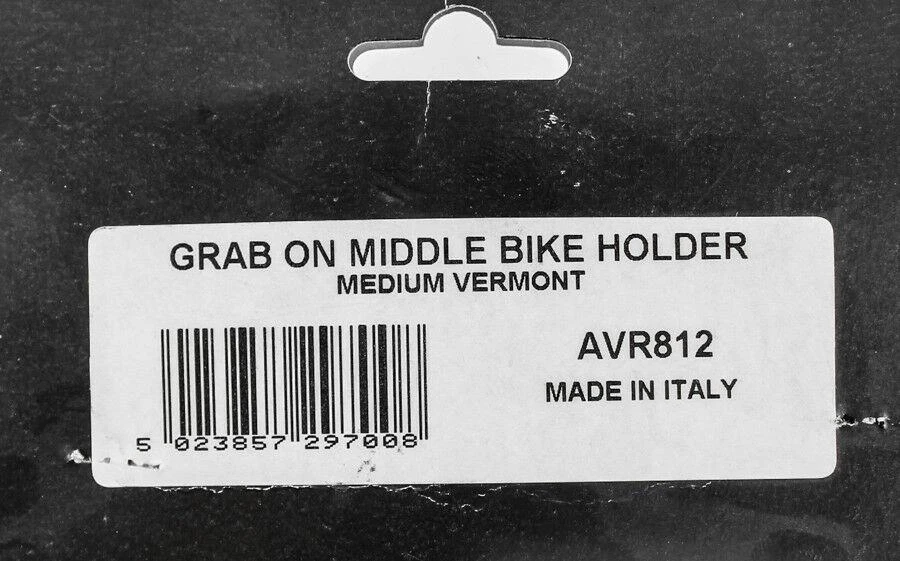 GRAB ON MIDDLE BIKE HOLDER
MEDIUM VERMONT
AVR812
MADE IN ITALY
5 023857 297008